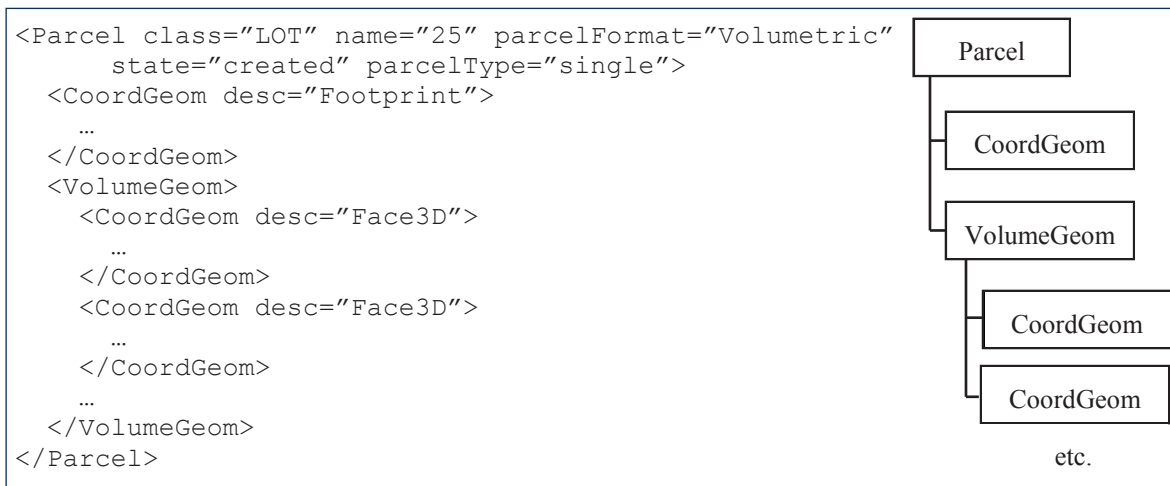 <Parcel class=”LOT” name=”25” parcelFormat=”Volumetric”
state=”created” parcelType=”single”>
<CoordGeom desc=”Footprint”>
…
</CoordGeom>
<VolumeGeom>
<CoordGeom desc=”Face3D”>
…
</CoordGeom>
<CoordGeom desc=”Face3D”>
…
</CoordGeom>
…
</VolumeGeom>
</Parcel>
Parcel
CoordGeom
VolumeGeom
CoordGeom
CoordGeom
etc.